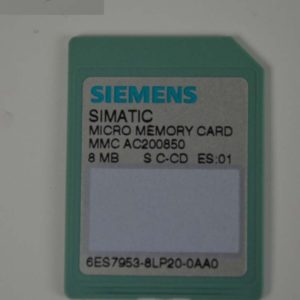 SIEMENS
SIMATIC
MICRO MEMORY CARD
MMC AC200850
8 MB S C-CD ES:01
6ES7953-8LP20-0AA0